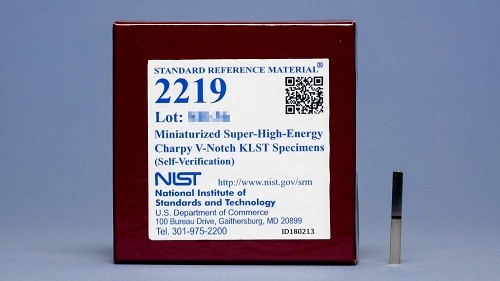 STANDARD REFERENCE MATERIAL®
2219
Lot:
Miniaturized Super-High-Energy
Charpy V-Notch KLST Specimens
(Self-Verification)
NIST http://www.nist.gov/srm
National Institute of
Standards and Technology
U.S. Department of Commerce
100 Bureau Drive, Gaithersburg, MD 20899
Tel. 301-975-2200
ID180213